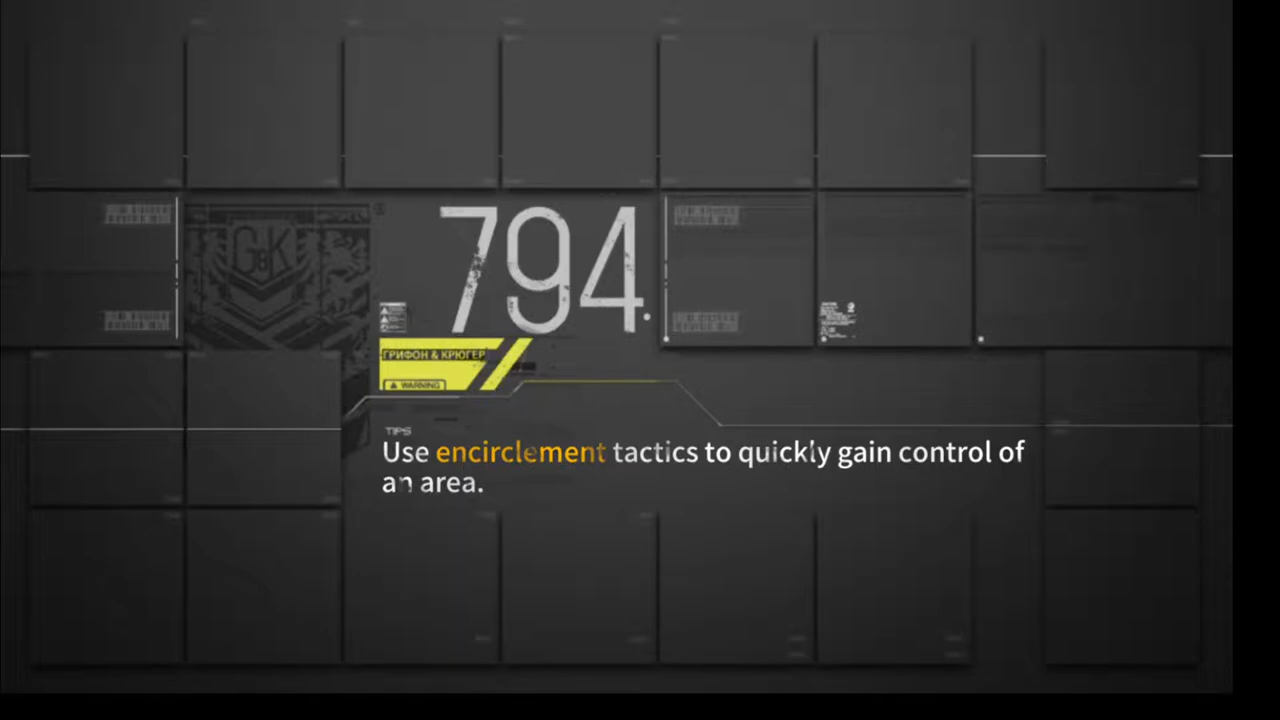 G&K
794.
ГРИФОН & КРЮГЕР
WARNING
TIPS
Use encirclement tactics to quickly gain control of
an area.